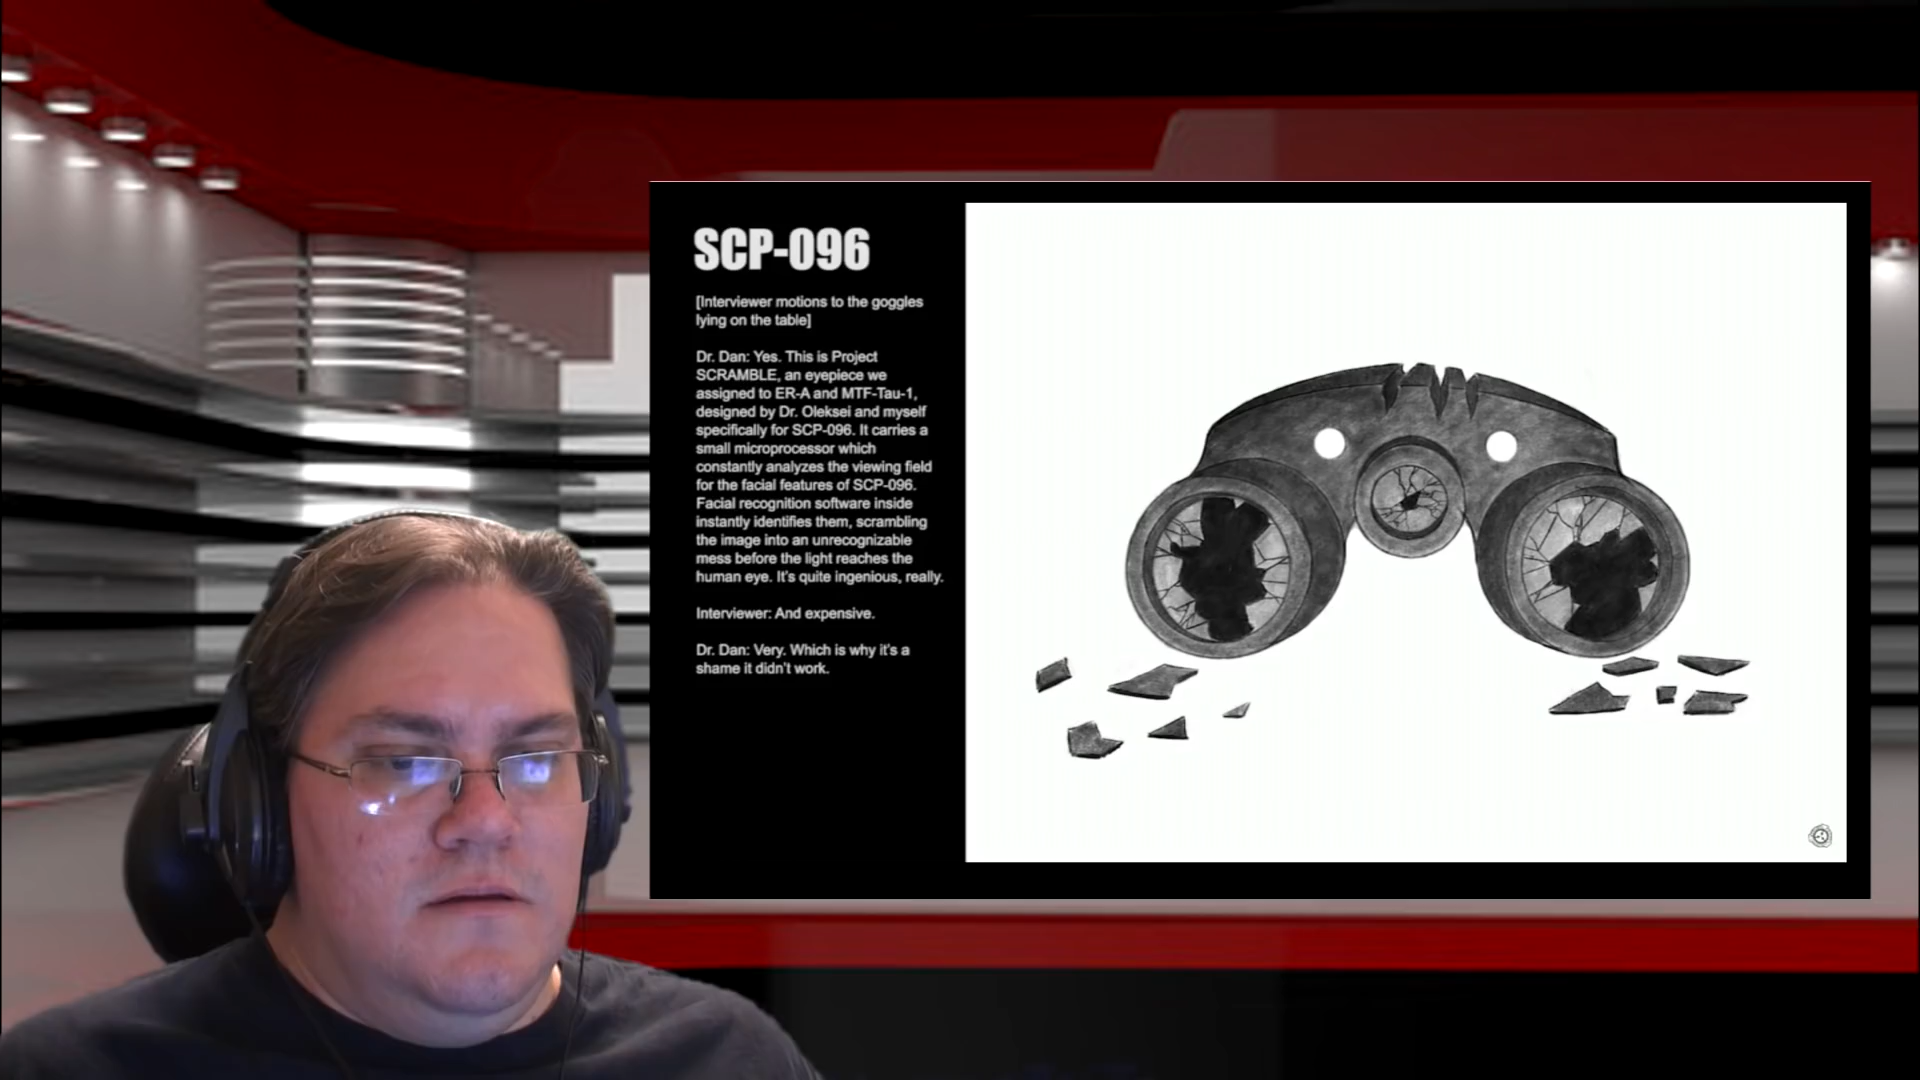 SCP-096
[Interviewer motions to the goggles
lying on the table]
Dr. Dan: Yes. This is Project
SCRAMBLE, an eyepiece we
assigned to ER-A and MTF-Tau-1,
designed by Dr. Oleksei and myself
specifically for SCP-096. It carries a
small microprocessor which
constantly analyzes the viewing field
for the facial features of SCP-096.
Facial recognition software inside
instantly identifies them, scrambling
the image into an unrecognizable
mess before the light reaches the
human eye. It's quite ingenious, really.
Interviewer: And expensive.
Dr. Dan: Very. Which is why it's a
shame it didn't work.